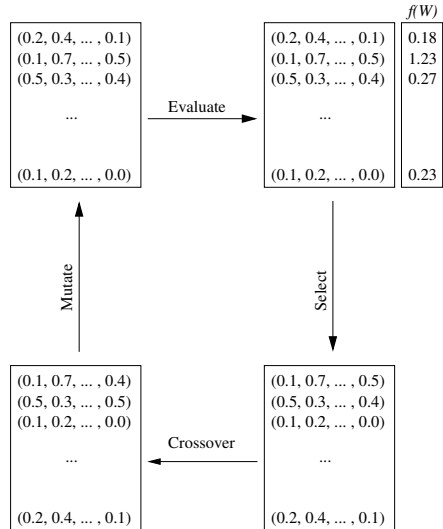 f(W)
(0.2, 0.4, ... , 0.1)
(0.1, 0.7, ... , 0.5)
(0.5, 0.3, ... , 0.4)
...
(0.1, 0.2, ... , 0.0)
Evaluate
(0.2, 0.4, ... , 0.1) 0.18
(0.1, 0.7, ... , 0.5) 1.23
(0.5, 0.3, ... , 0.4) 0.27
...
(0.1, 0.2, ... , 0.0) 0.23
Mutate
Select
(0.1, 0.7, ... , 0.4)
(0.5, 0.3, ... , 0.5)
(0.1, 0.2, ... , 0.0)
...
(0.2, 0.4, ... , 0.1)
Crossover
(0.1, 0.7, ... , 0.5)
(0.5, 0.3, ... , 0.4)
(0.1, 0.2, ... , 0.0)
...
(0.2, 0.4, ... , 0.1)